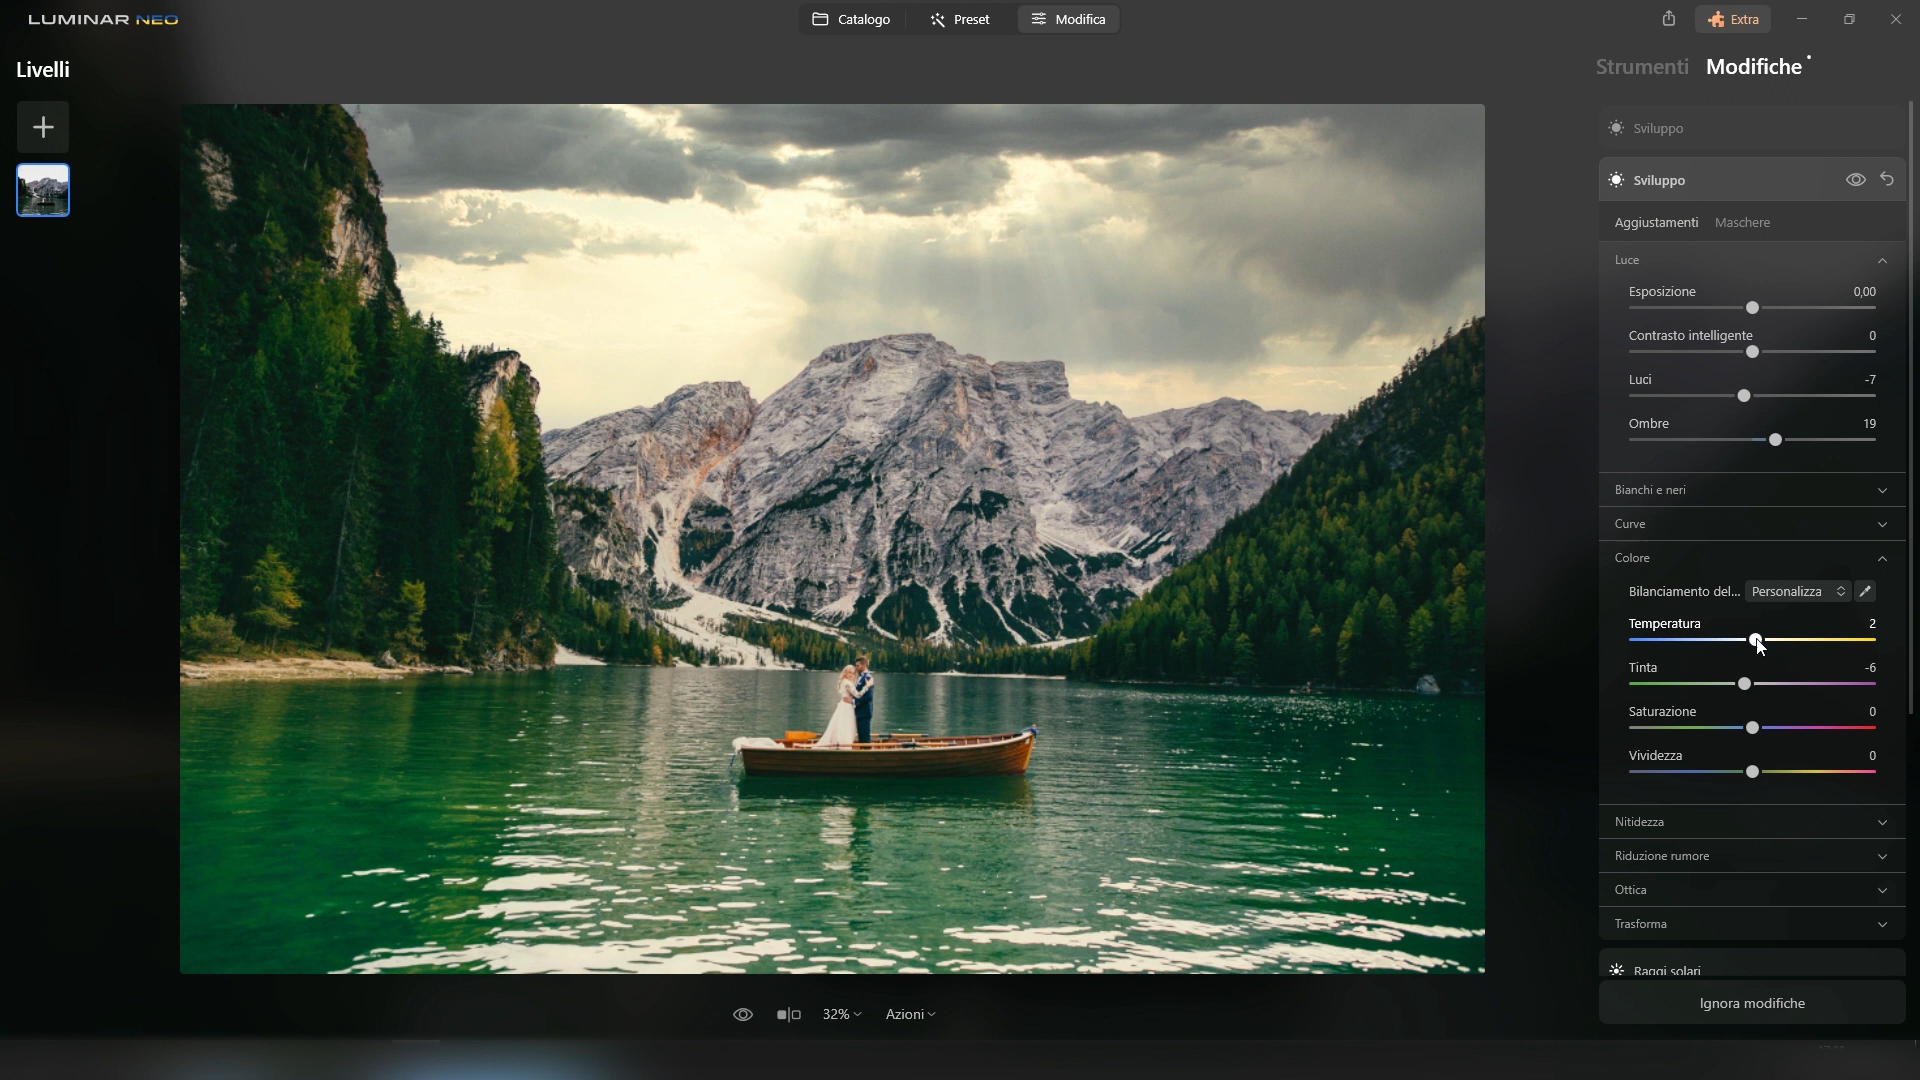 LUMINAR NEO
Catalogo
Preset
Modifica
Extra
Livelli
Strumenti
Modifiche
Sviluppo
Sviluppo
Aggiustamenti
Maschere
Luce
Esposizione 0,00
Contrasto intelligente 0
Luci -7
Ombre 19
Bianchi e neri
Curve
Colore
Bilanciamento del... Personalizza
Temperatura 2
Tinta -6
Saturazione 0
Vividezza 0
Nitidezza
Riduzione rumore
Ottica
Trasforma
Raggi solari
Ignora modifiche
32%
Azioni